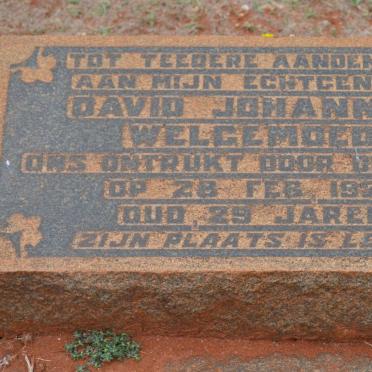 TOT TEEDERE AANDEN
AAN MIJN ECHTGEN
DAVID JOHANN
WELGEMOED
ONS ONTRUKT DOOR
OP 28 FEB, 19
OUD, 29 JAREN
ZIJN PLAATS IS LE